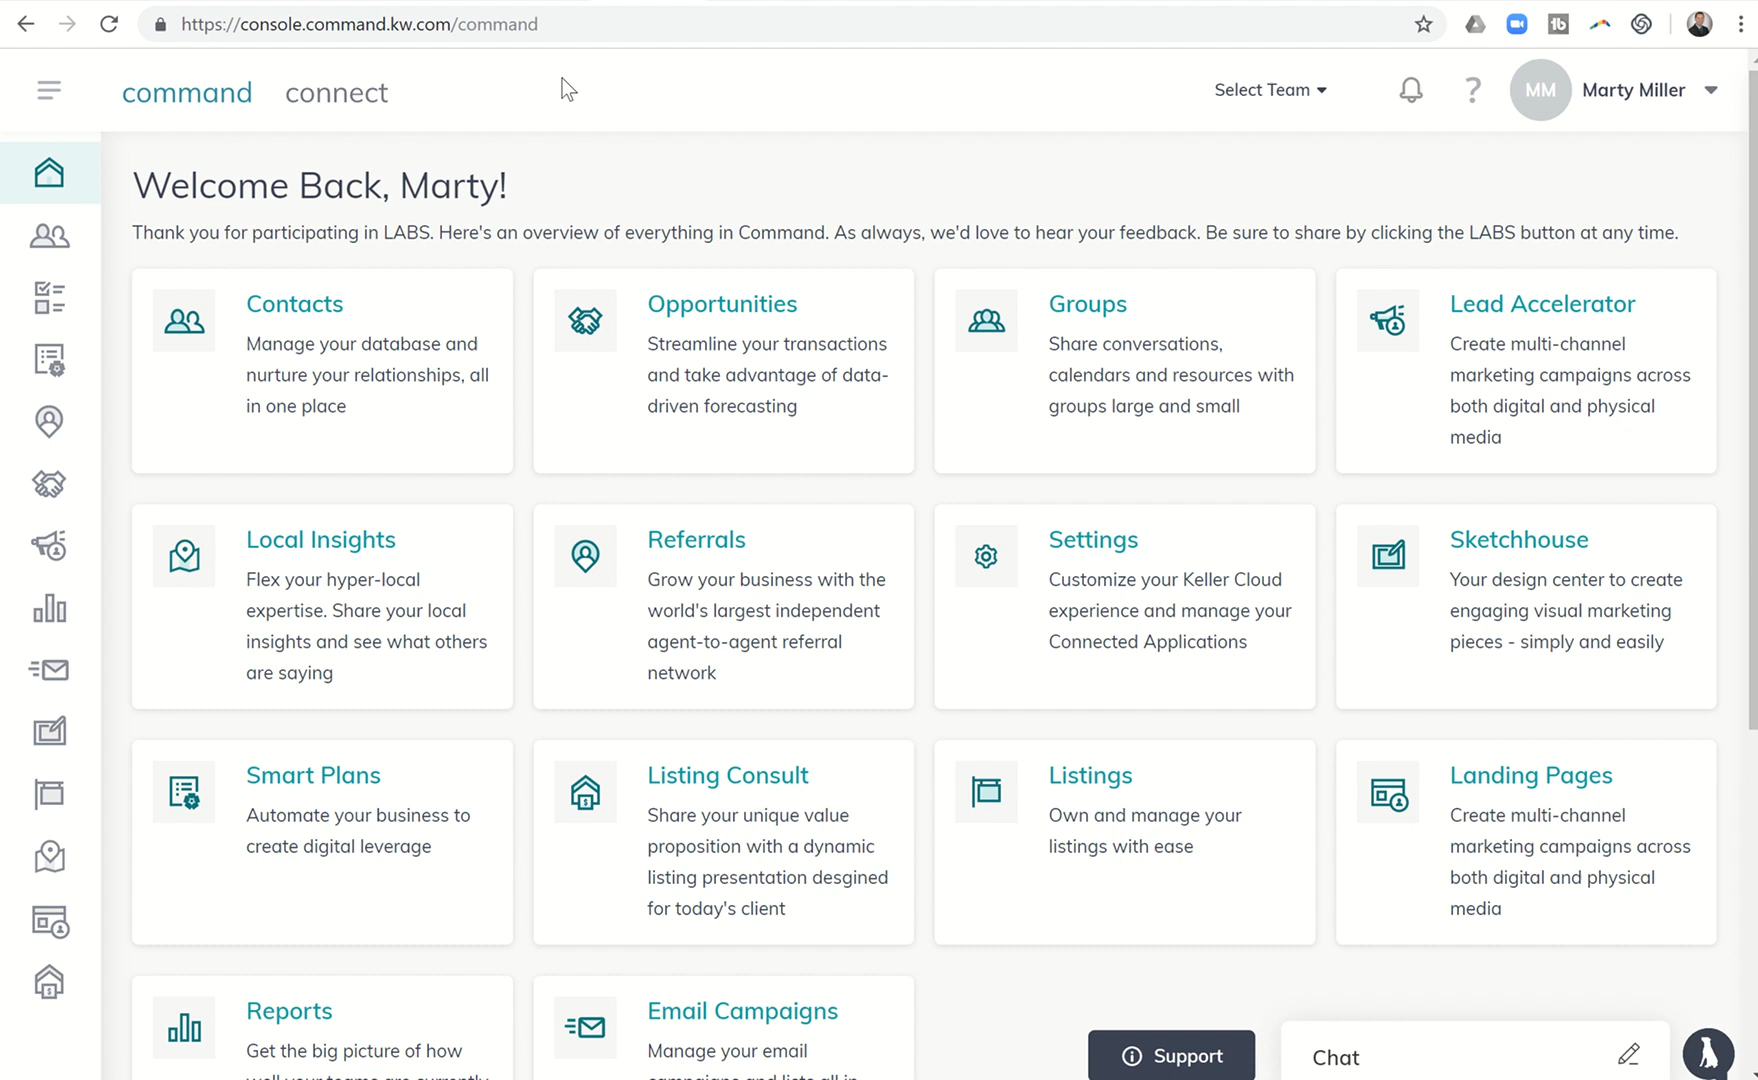 https://console.command.kw.com/command
command connect
Select Team
?
MM
Marty Miller
Welcome Back, Marty!
Thank you for participating in LABS. Here's an overview of everything in Command. As always, we'd love to hear your feedback. Be sure to share by clicking the LABS button at any time.
Contacts
Manage your database and
nurture your relationships, all
in one place
Opportunities
Streamline your transactions
and take advantage of data-
driven forecasting
Groups
Share conversations,
calendars and resources with
groups large and small
Lead Accelerator
Create multi-channel
marketing campaigns across
both digital and physical
media
Local Insights
Flex your hyper-local
expertise. Share your local
insights and see what others
are saying
Referrals
Grow your business with the
world's largest independent
agent-to-agent referral
network
Settings
Customize your Keller Cloud
experience and manage your
Connected Applications
Sketchhouse
Your design center to create
engaging visual marketing
pieces - simply and easily
Smart Plans
Automate your business to
create digital leverage
Listing Consult
Share your unique value
proposition with a dynamic
listing presentation desgined
for today's client
Listings
Own and manage your
listings with ease
Landing Pages
Create multi-channel
marketing campaigns across
both digital and physical
media
Reports
Get the big picture of how
well your teams are currently
Email Campaigns
Manage your email
campaigns and lists all in
Support
Chat